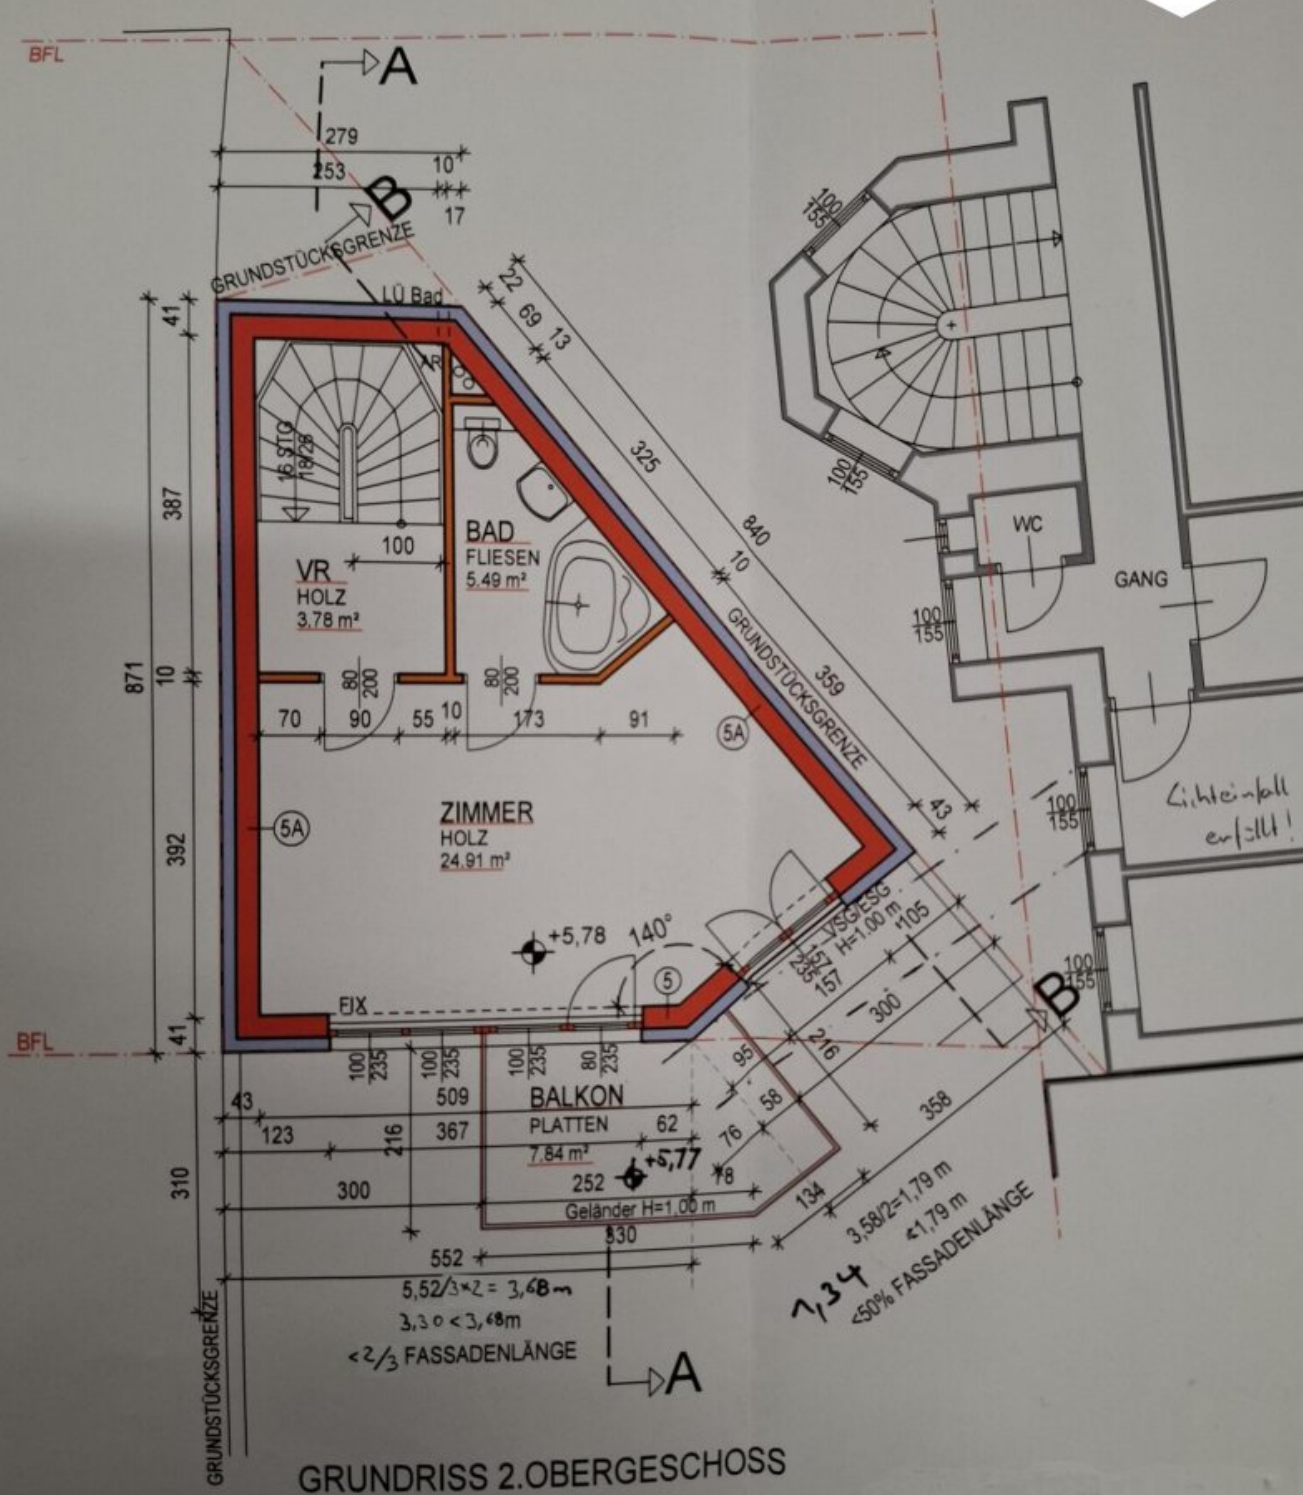 BFL
A
279
253
10
17
B
GRUNDSTÜCKSGRENZE
LÜ Bad
AR
22
69
13
325
840
10
359
43
GRUNDSTÜCKSGRENZE
41
387
871
10
392
41
310
16 STG
18/28
100
VR
HOLZ
3,78 m²
BAD
FLIESEN
5.49 m²
80
200
80
200
70
90
55
10
173
91
5A
5A
ZIMMER
HOLZ
24.91 m²
+5,78
140°
5
FIX
VSG/ESG
H=1.00 m
105
157
235
157
300
216
B
358
95
58
76
78
134
BFL
100
235
100
235
100
235
80
235
43
509
BALKON
PLATTEN
7.84 m²
+5,77
123
216
367
62
300
252
Geländer H=1,00 m
330
552
5,52/3×2 = 3,68m
3,30 < 3,68m
<2/3 FASSADENLÄNGE
3,58/2=1,79 m
<1,79 m
1,34
<50% FASSADENLÄNGE
GRUNDSTÜCKSGRENZE
A
100
155
100
155
WC
GANG
100
155
100
155
100
155
Lichteinfall
erfüllt!
GRUNDRISS 2.OBERGESCHOSS